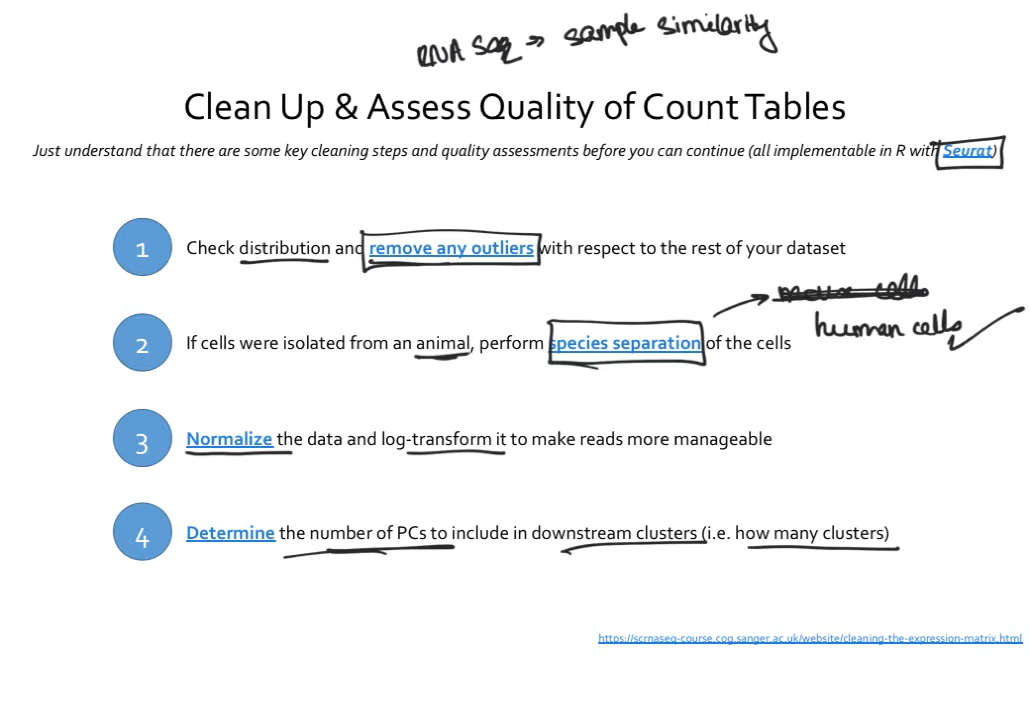 RNA seq → sample similarity
Clean Up & Assess Quality of Count Tables
Just understand that there are some key cleaning steps and quality assessments before you can continue (all implementable in R with Seurat)
1 Check distribution and remove any outliers with respect to the rest of your dataset
→ mouse cells
human cells
2 If cells were isolated from an animal, perform species separation of the cells
3 Normalize the data and log-transform it to make reads more manageable
4 Determine the number of PCs to include in downstream clusters (i.e. how many clusters)
https://scrnaseq-course.cog.sanger.ac.uk/website/cleaning-the-expression-matrix.html